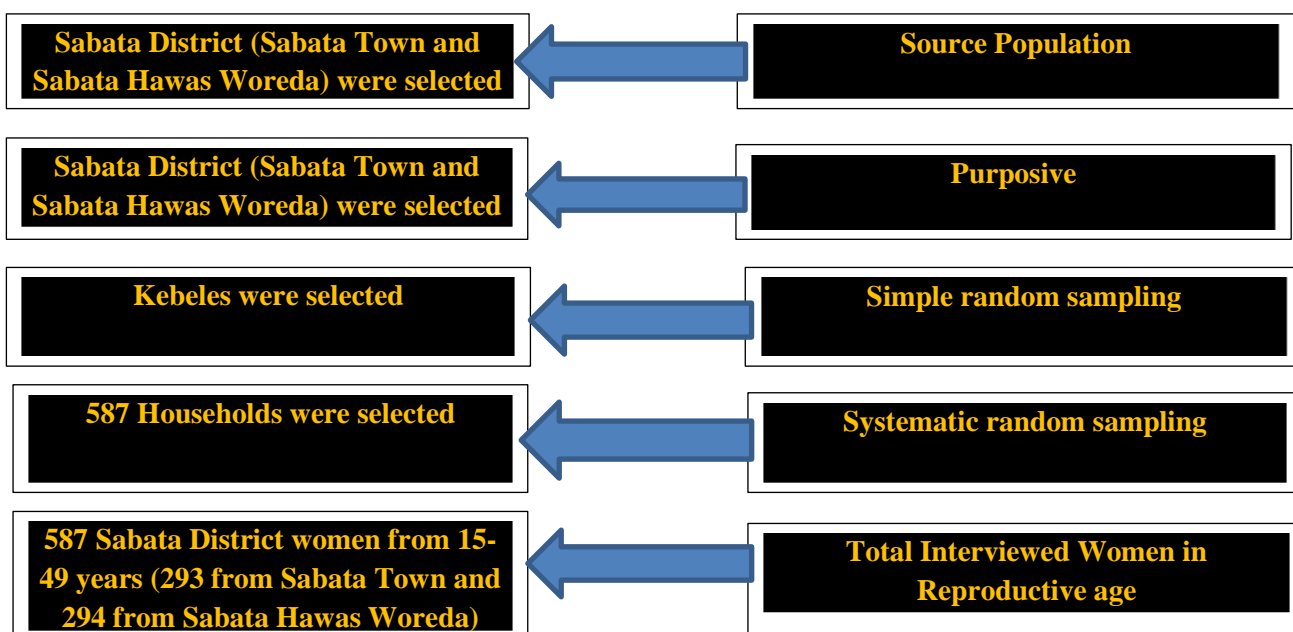 Sabata District (Sabata Town and
Sabata Hawas Woreda) were selected
Source Population
Sabata District (Sabata Town and
Sabata Hawas Woreda) were selected
Purposive
Kebeles were selected
Simple random sampling
587 Households were selected
Systematic random sampling
587 Sabata District women from 15-
49 years (293 from Sabata Town and
294 from Sabata Hawas Woreda)
Total Interviewed Women in
Reproductive age